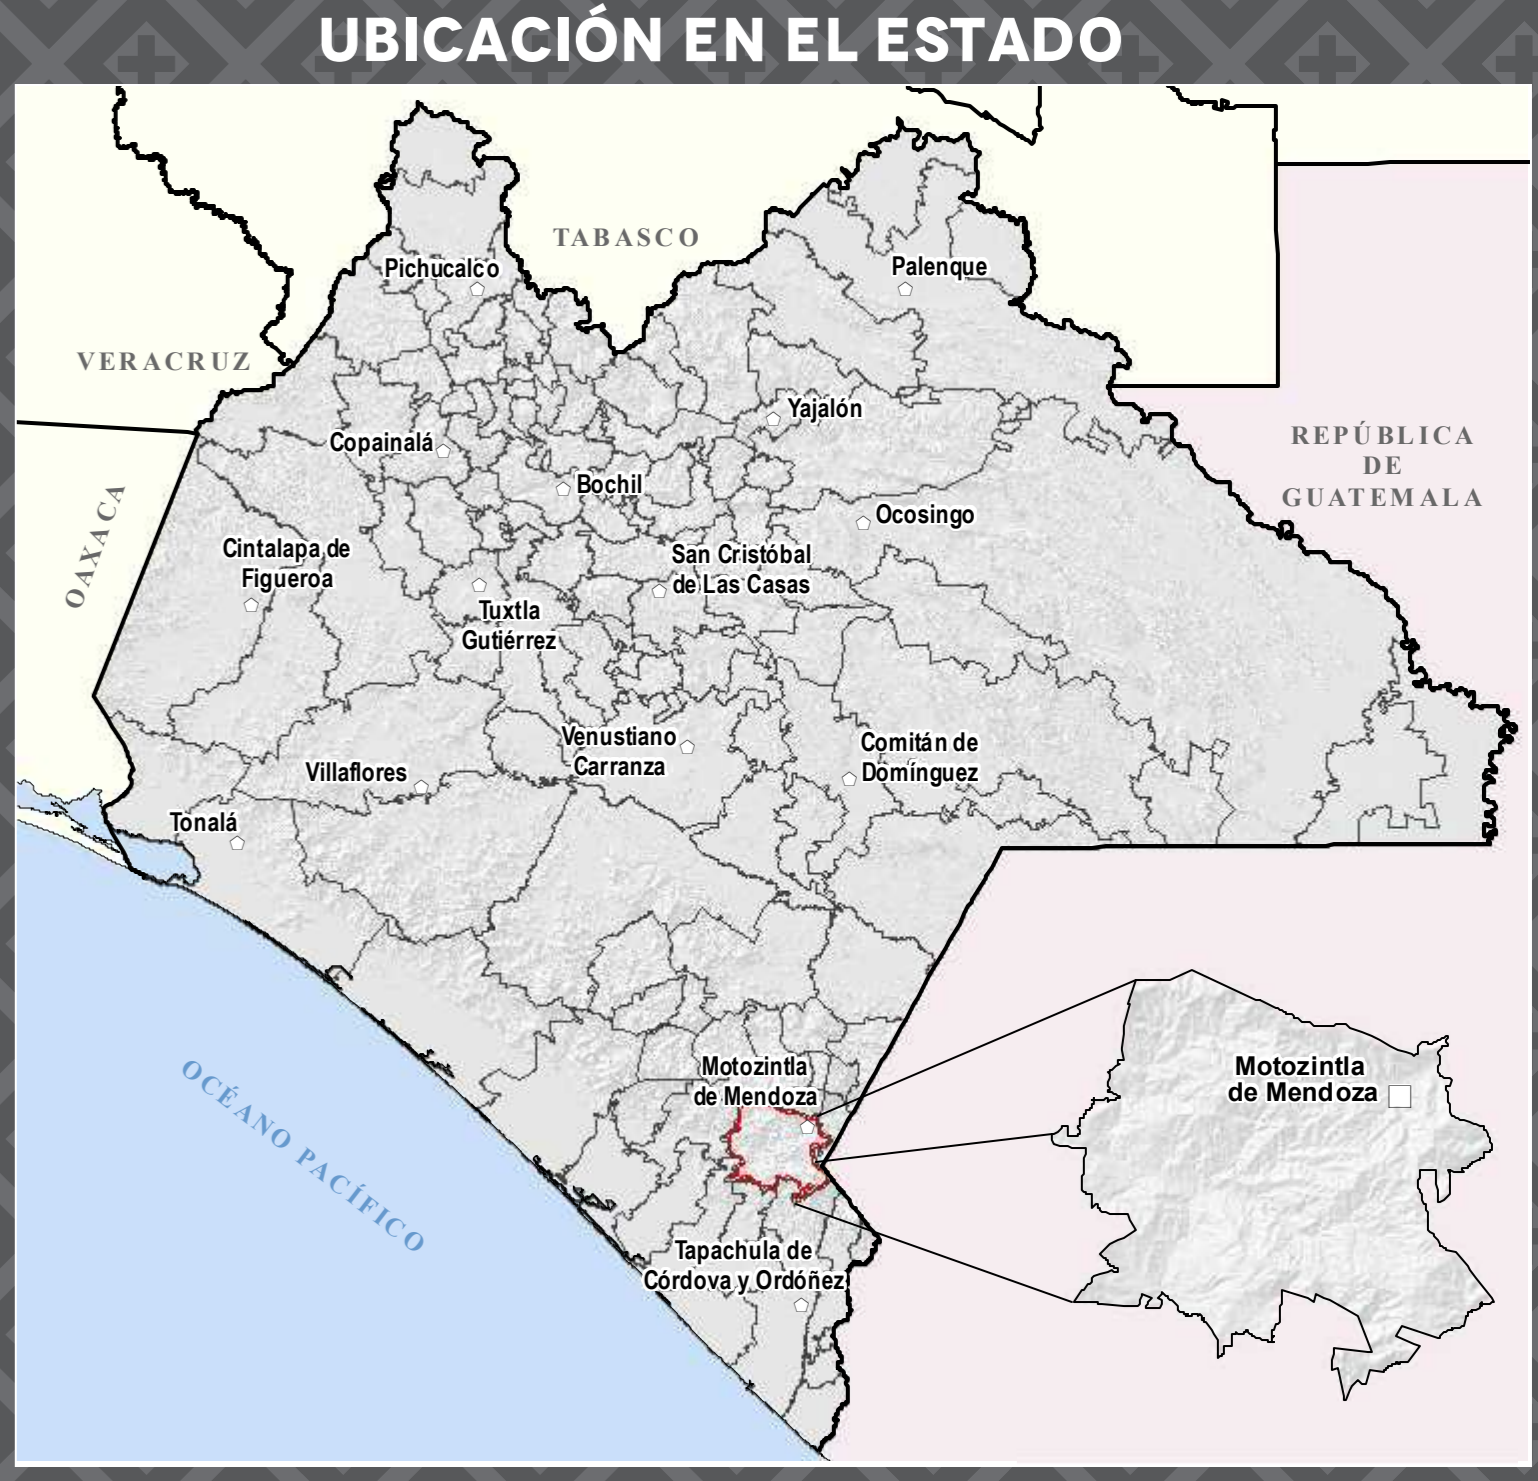 UBICACIÓN EN EL ESTADO
TABASCO
Pichucalco
Palenque
VERACRUZ
Yajalón
REPÚBLICA
DE
GUATEMALA
Copainalá
Bochil
OAXACA
Ocosingo
Cintalapa de
Figueroa
San Cristóbal
de Las Casas
Tuxtla
Gutiérrez
Venustiano
Carranza
Comitán de
Domínguez
Villaflores
Tonalá
OCÉANO PACÍFICO
Motozintla
de Mendoza
Motozintla
de Mendoza
Tapachula de
Córdova y Ordóñez